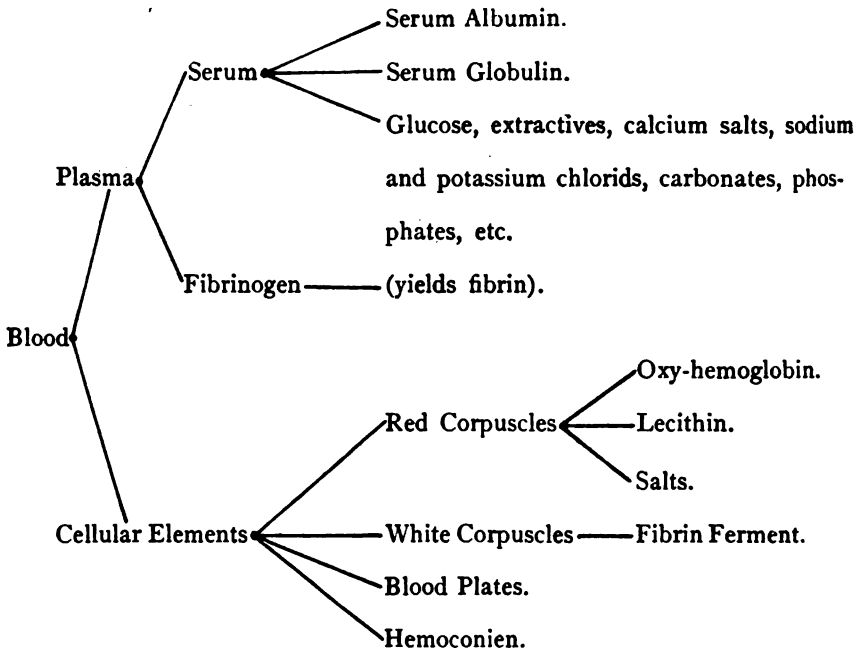 Serum Albumin.
Serum
Serum Globulin.
Glucose, extractives, calcium salts, sodium
Plasma
and potassium chlorids, carbonates, phos-
phates, etc.
Fibrinogen
(yields fibrin).
Blood
Oxy-hemoglobin.
Red Corpuscles
Lecithin.
Salts.
Cellular Elements
White Corpuscles
Fibrin Ferment.
Blood Plates.
Hemoconien.